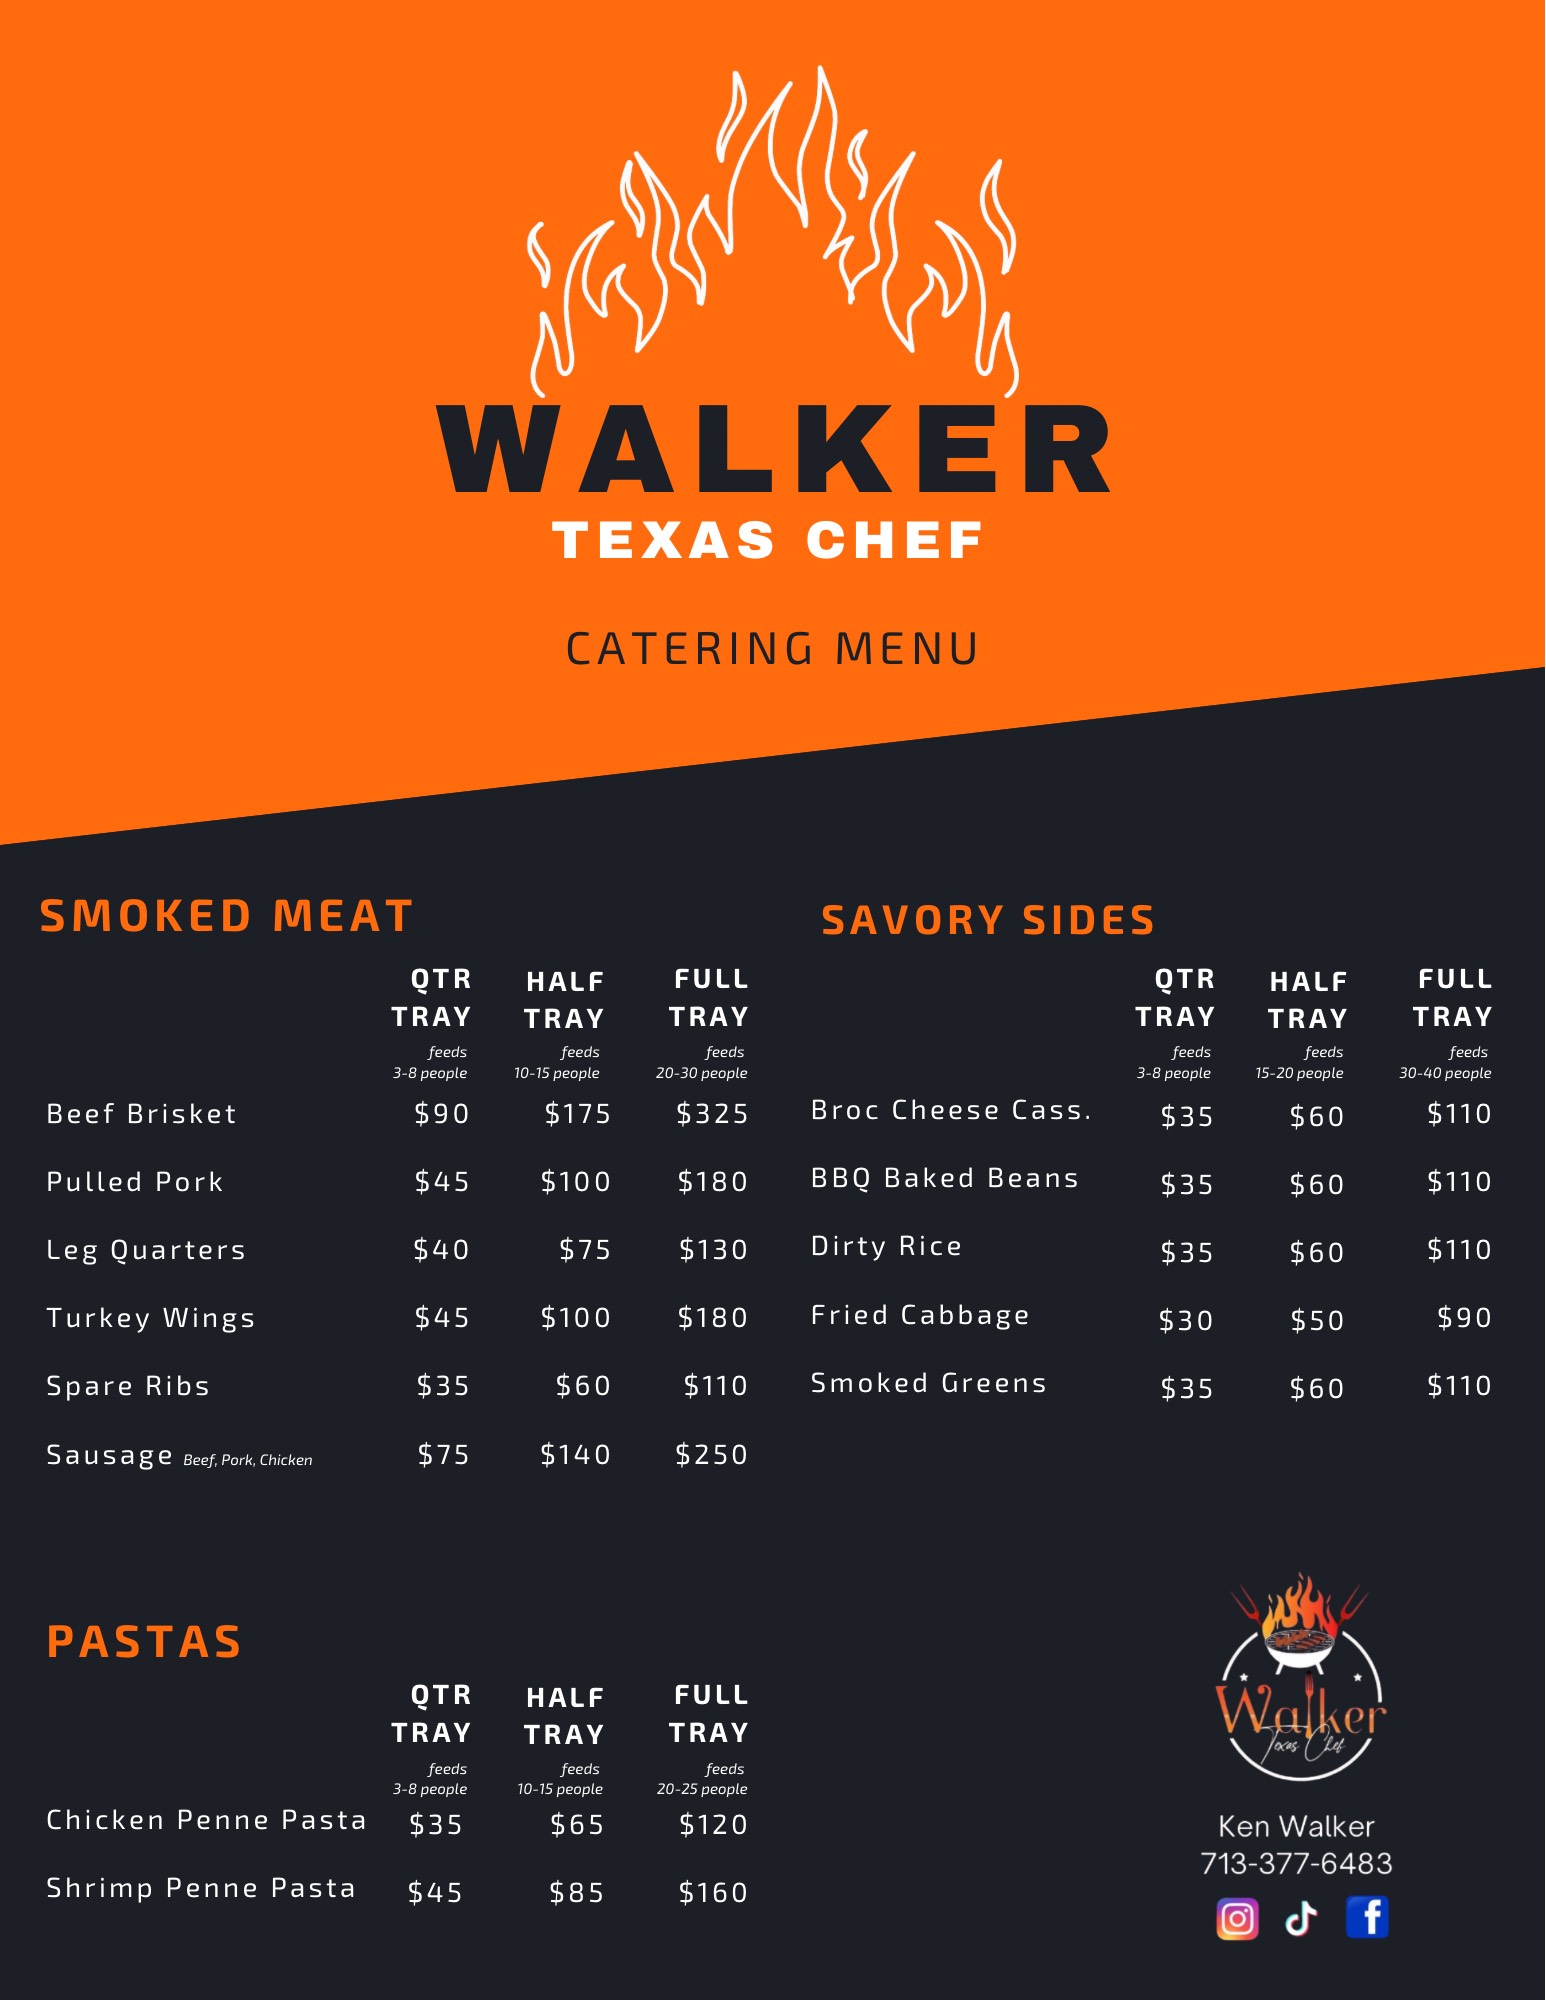 WALKER
TEXAS CHEF
CATERING MENU
SMOKED MEAT
QTR TRAY HALF TRAY FULL TRAY
feeds 3-8 people feeds 10-15 people feeds 20-30 people
Beef Brisket $90 $175 $325
Pulled Pork $45 $100 $180
Leg Quarters $40 $75 $130
Turkey Wings $45 $100 $180
Spare Ribs $35 $60 $110
Sausage Beef, Pork, Chicken $75 $140 $250
SAVORY SIDES
QTR TRAY HALF TRAY FULL TRAY
feeds 3-8 people feeds 15-20 people feeds 30-40 people
Broc Cheese Cass. $35 $60 $110
BBQ Baked Beans $35 $60 $110
Dirty Rice $35 $60 $110
Fried Cabbage $30 $50 $90
Smoked Greens $35 $60 $110
PASTAS
QTR TRAY HALF TRAY FULL TRAY
feeds 3-8 people feeds 10-15 people feeds 20-25 people
Chicken Penne Pasta $35 $65 $120
Shrimp Penne Pasta $45 $85 $160
Walker
Texas Chef
Ken Walker
713-377-6483